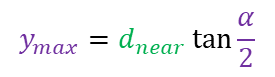 y_max = d_near tan α/2